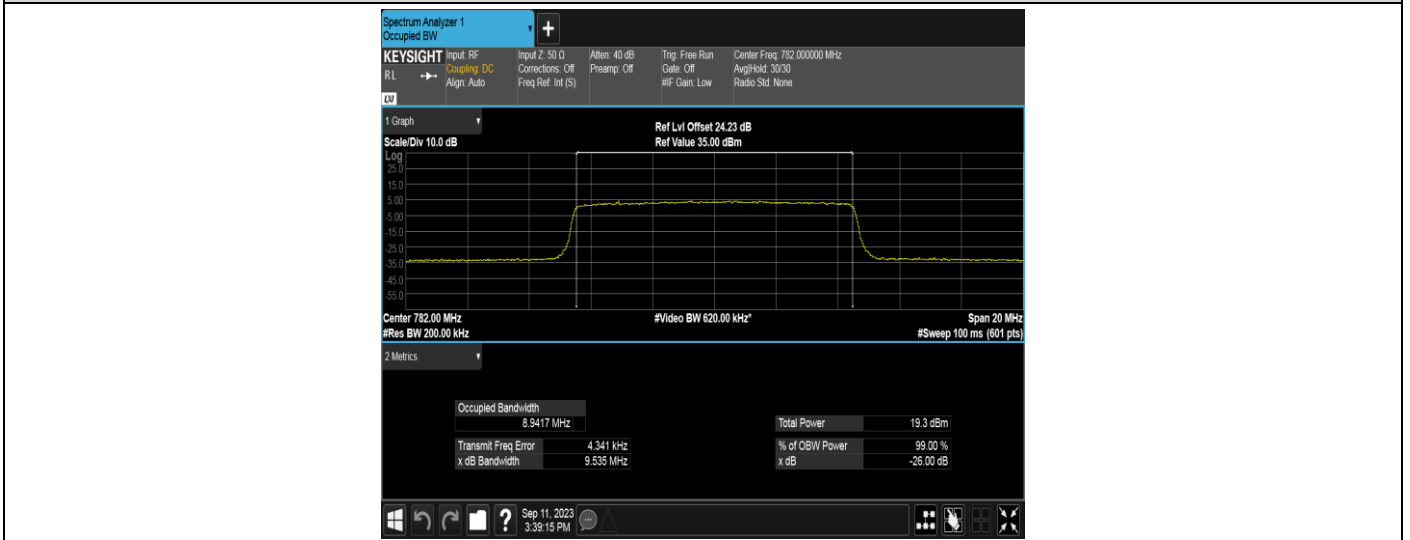 Spectrum Analyzer 1
Occupied BW
+
KEYSIGHT Input: RF Input Z: 50 Ω Atten: 40 dB Trig: Free Run Center Freq: 782.000000 MHz
RL Coupling: DC Corrections: Off Preamp: Off Gate: Off Avg|Hold: 30/30
Align: Auto Freq Ref: Int (S) #IF Gain: Low Radio Std: None
LXI
1 Graph Ref Lvl Offset 24.23 dB
Scale/Div 10.0 dB Ref Value 35.00 dBm
Log
25.0
15.0
5.00
-5.00
-15.0
-25.0
-35.0
-45.0
-55.0
Center 782.00 MHz #Video BW 620.00 kHz* Span 20 MHz
#Res BW 200.00 kHz #Sweep 100 ms (601 pts)
2 Metrics
Occupied Bandwidth
8.9417 MHz Total Power 19.3 dBm
Transmit Freq Error 4.341 kHz % of OBW Power 99.00 %
x dB Bandwidth 9.535 MHz x dB -26.00 dB
? Sep 11, 2023
3:39:15 PM